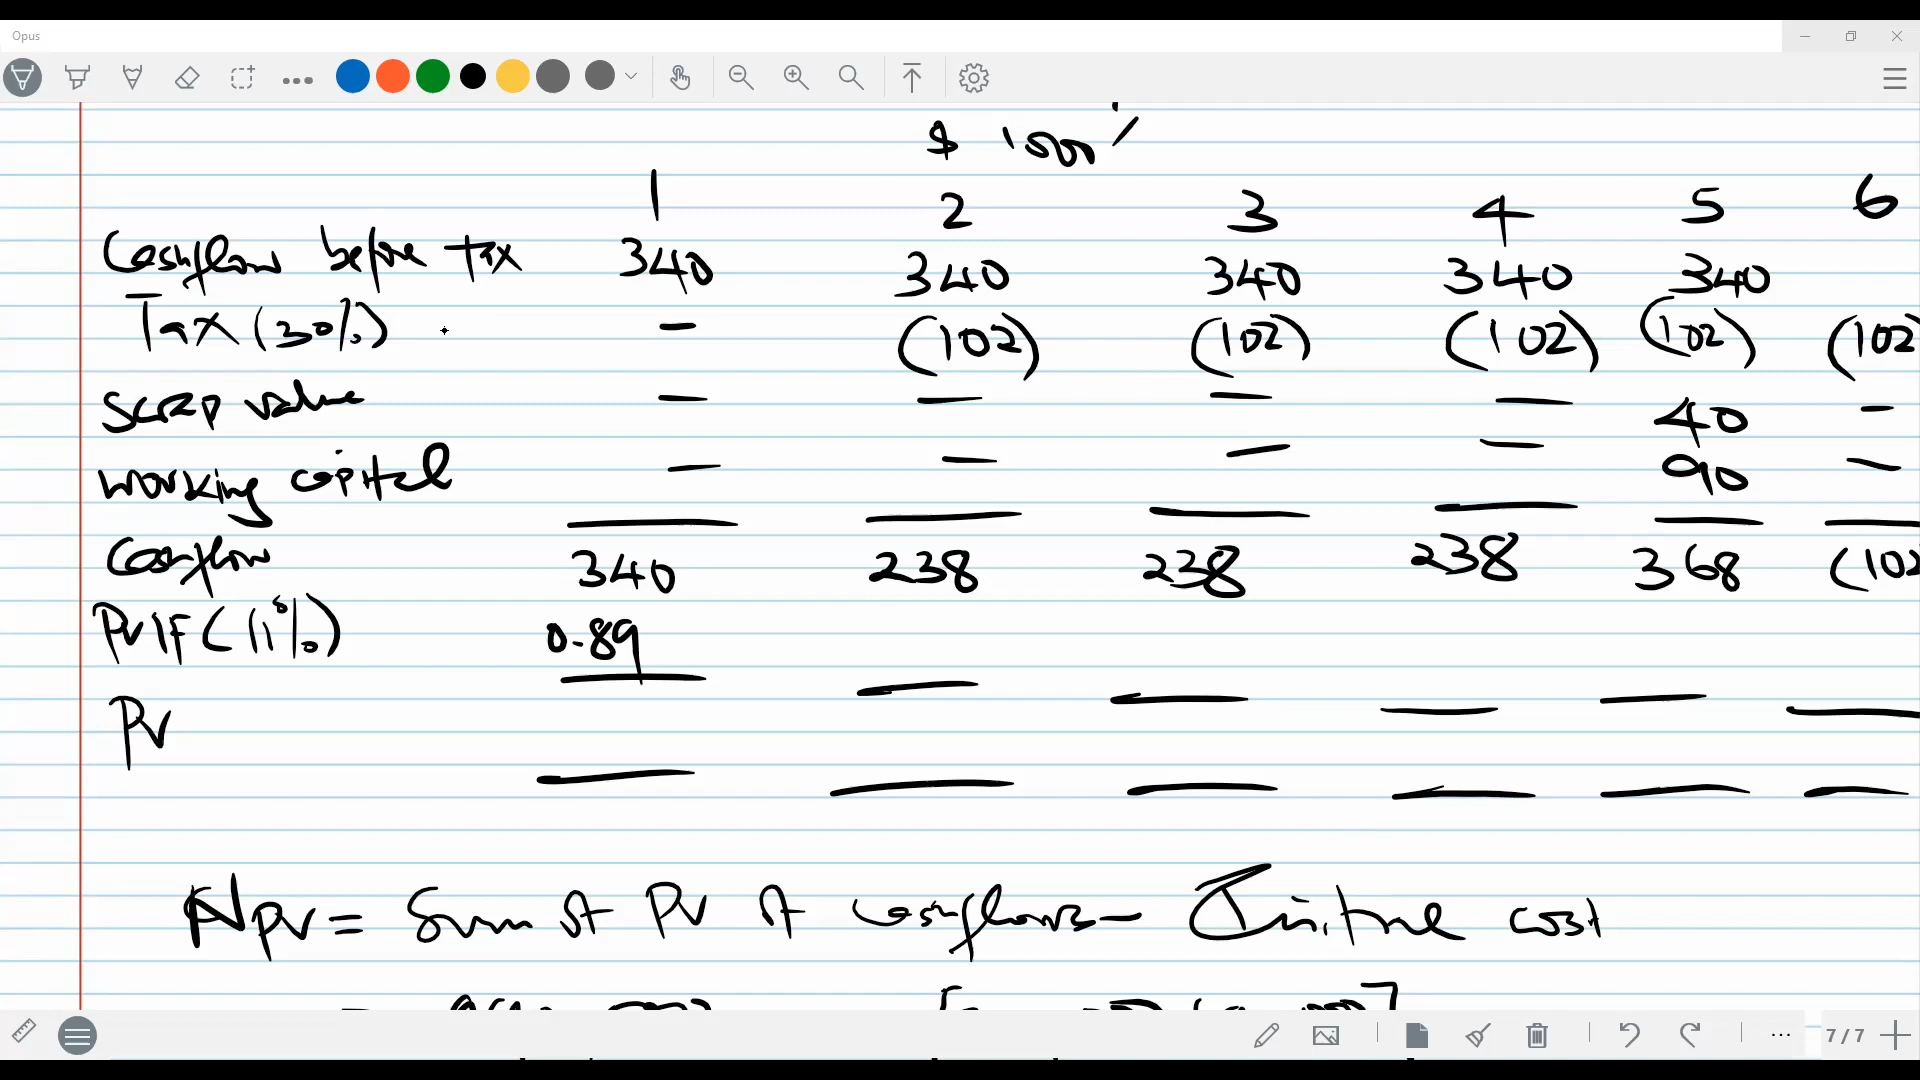 Opus
$ '000'
1 2 3 4 5 6
Cashflow before tax 340 340 340 340 340
Tax (30%) - (102) (102) (102) (102) (102
Scrap value - - - - 40 -
Working capital - - - - 90 -
Cashflow 340 238 238 238 368 (102
PVIF (11%) 0.89
PV
NPV = Sum of PV of cashflows - Initial cost
=
7 / 7